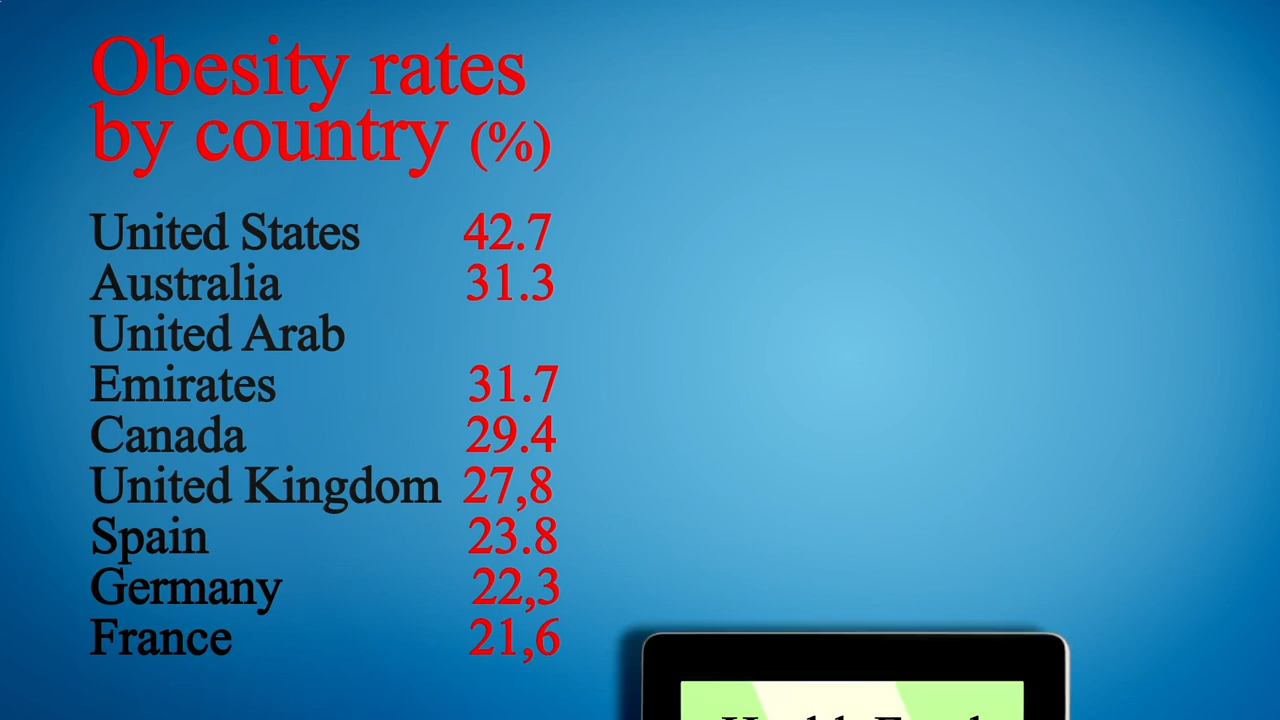 Obesity rates
by country (%)
United States 42.7
Australia 31.3
United Arab
Emirates 31.7
Canada 29.4
United Kingdom 27,8
Spain 23.8
Germany 22,3
France 21,6